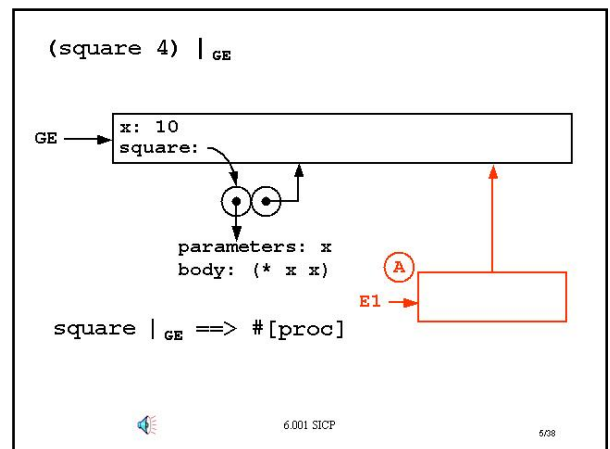 (square 4) |GE
GE
x: 10
square:
parameters: x
body: (* x x)
A
E1
square |GE ==> #[proc]
6.001 SICP
5/38